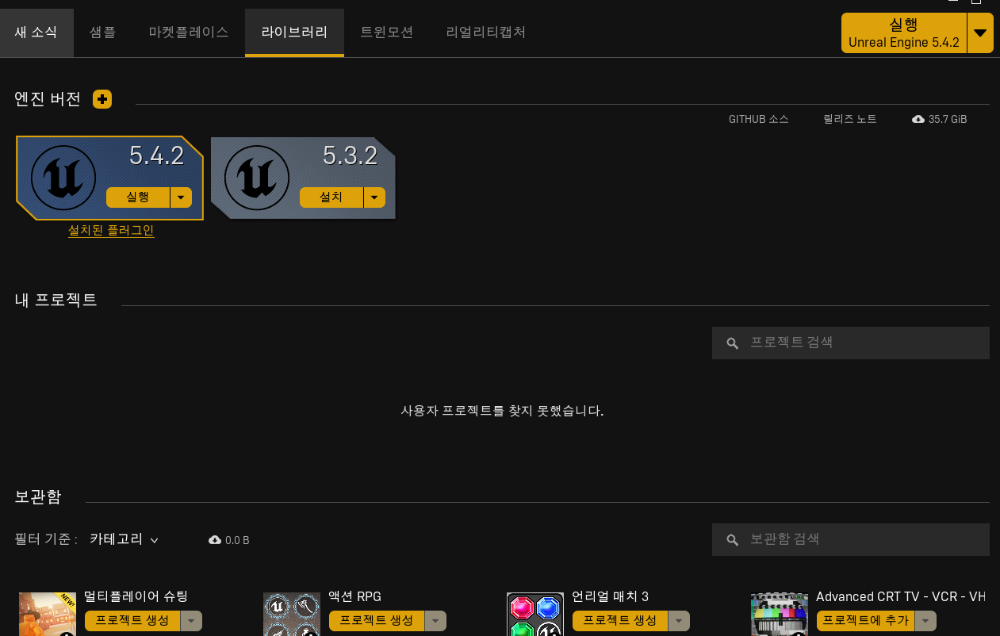 새 소식
샘플
마켓플레이스
라이브러리
트윈모션
리얼리티캡처
실행
Unreal Engine 5.4.2
엔진 버전
GITHUB 소스
릴리즈 노트
35.7 GiB
5.4.2
실행
설치된 플러그인
5.3.2
설치
내 프로젝트
프로젝트 검색
사용자 프로젝트를 찾지 못했습니다.
보관함
필터 기준 :
카테고리
0.0 B
보관함 검색
NEW!
멀티플레이어 슈팅
프로젝트 생성
액션 RPG
프로젝트 생성
언리얼 매치 3
프로젝트 생성
Advanced CRT TV - VCR - VH
프로젝트에 추가